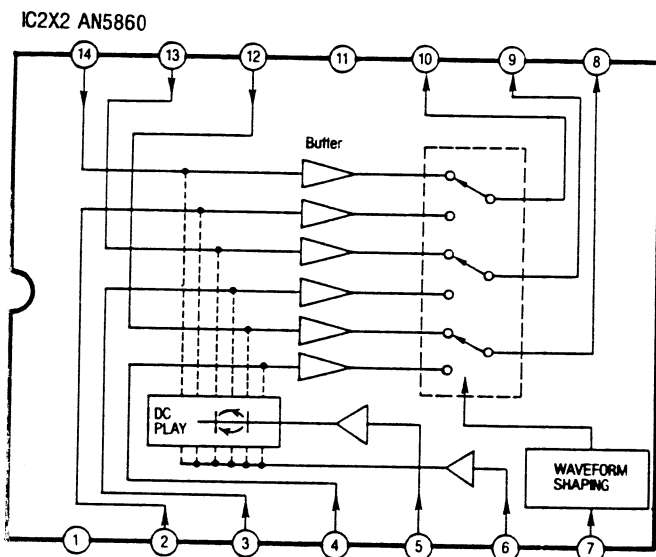 IC2X2 AN5860
14 13 12 11 10 9 8
Buffer
DC
PLAY
WAVEFORM
SHAPING
1 2 3 4 5 6 7